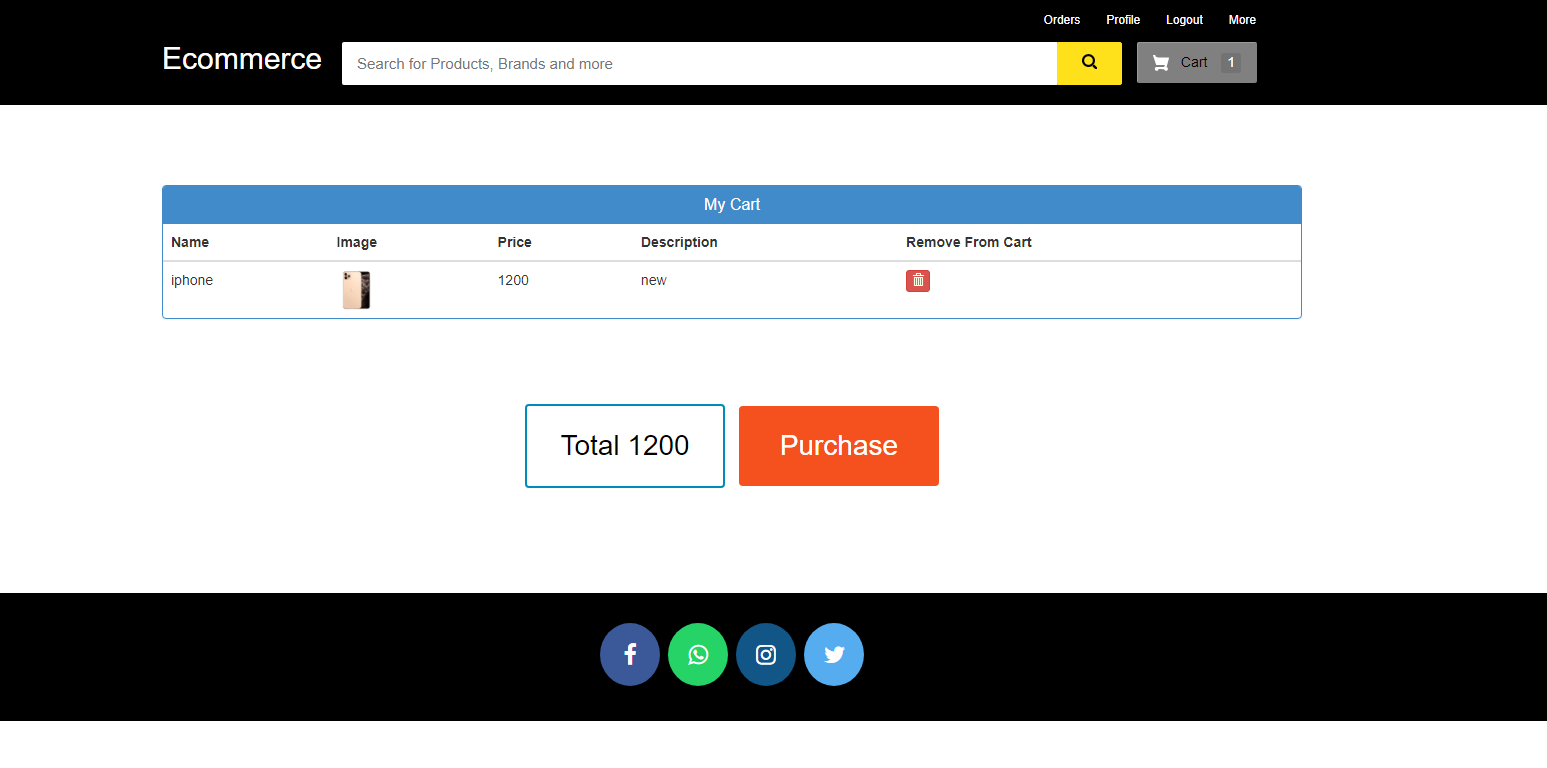 Orders Profile Logout More
Ecommerce Search for Products, Brands and more Cart 1
My Cart
Name Image Price Description Remove From Cart
iphone 1200 new
Total 1200 Purchase